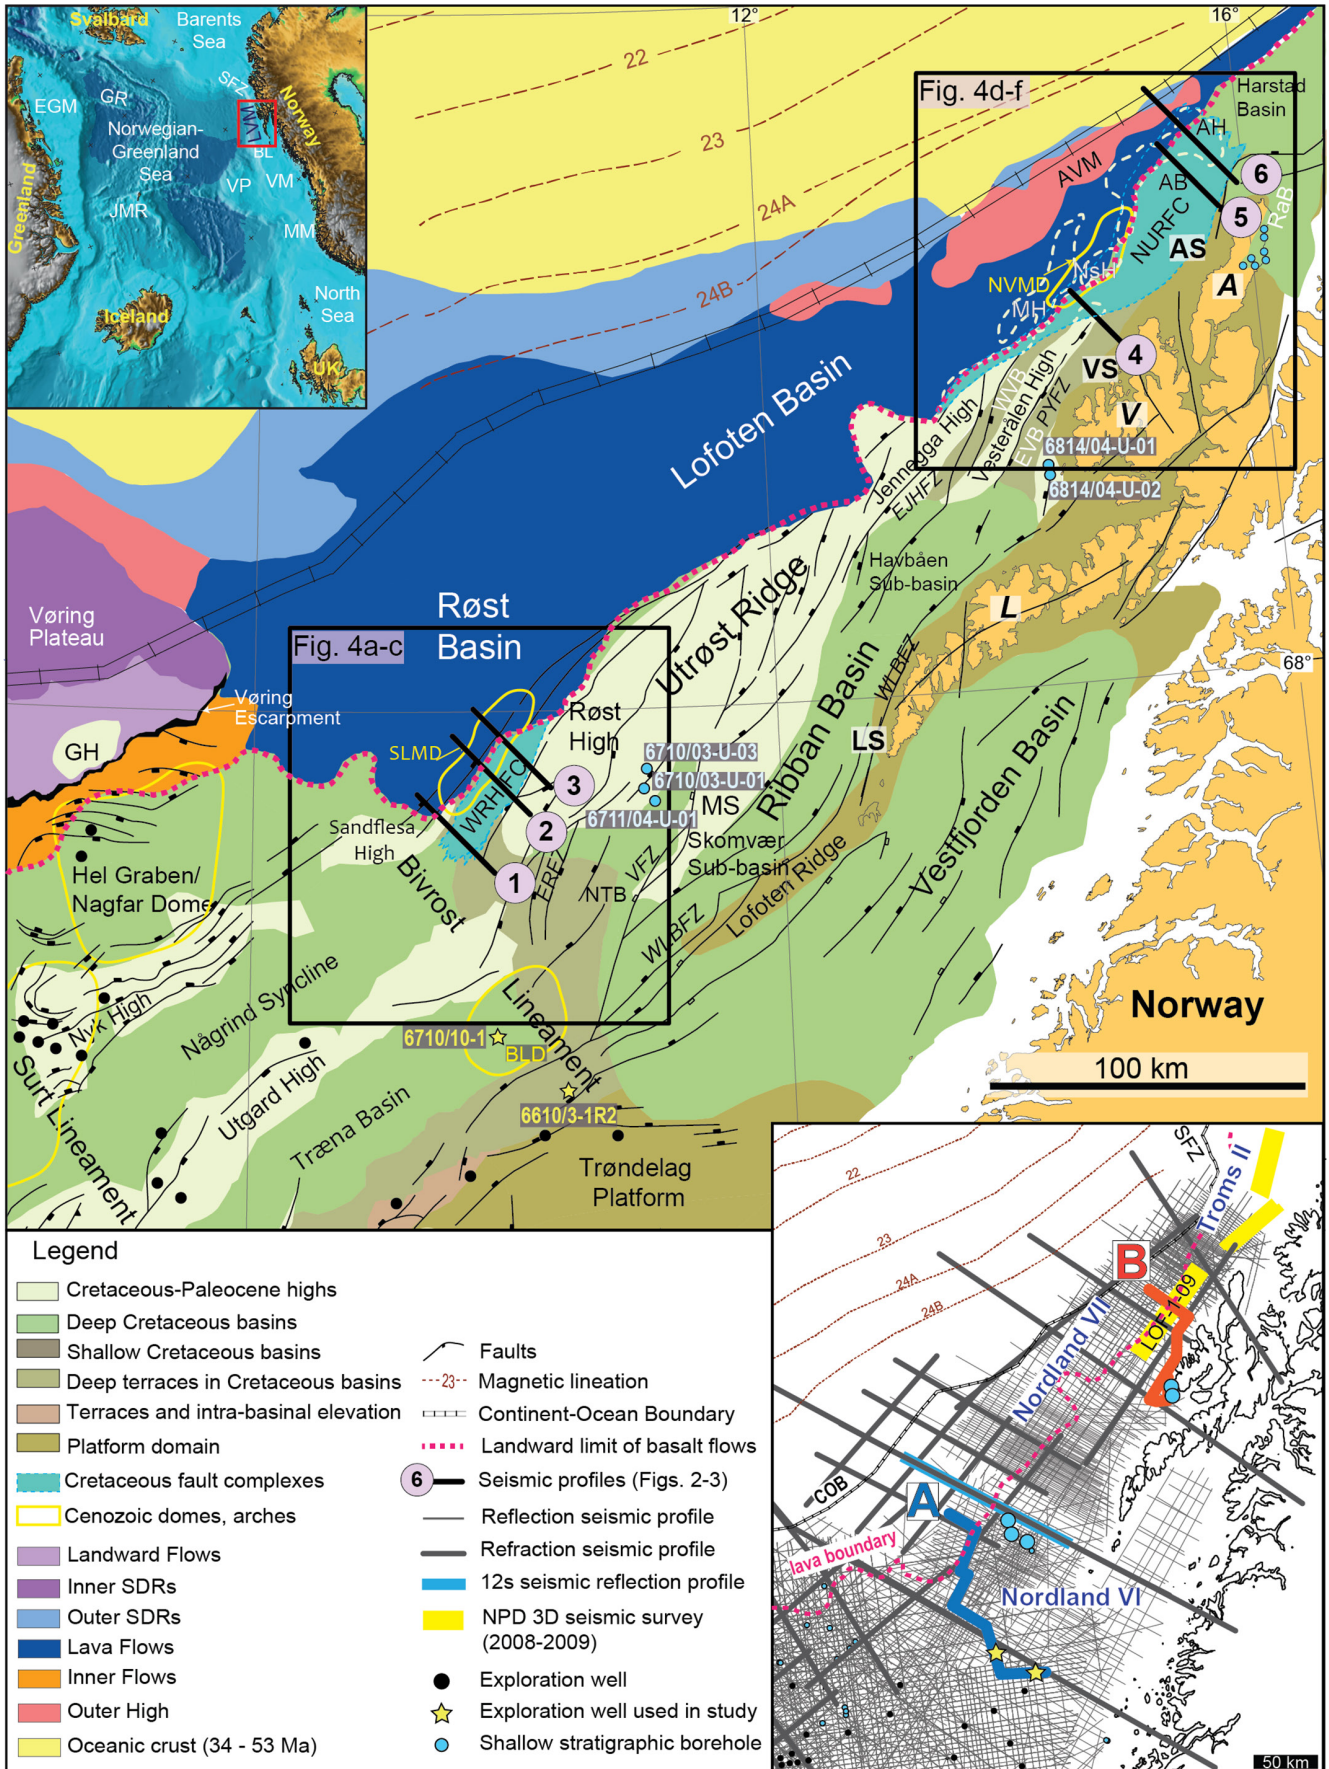 Svalbard
Barents
Sea
SFZ
GR
EGM
Norway
LVM
Norwegian-
Greenland
Sea
BL
VP
VM
JMR
Greenland
MM
North
Sea
Iceland
UK
12°
16°
22
23
24A
24B
Fig. 4d-f
Harstad
Basin
AH
AVM
AB
6
5
RaB
NURFC
AS
A
NsH
NVMD
MH
4
VS
V
WVB
Vesterålen High
EVB
PYFZ
6814/04-U-01
6814/04-U-02
Lofoten Basin
Jennegga High
EJHFZ
Havbåen
Sub-basin
L
68°
Vøring
Plateau
Røst
Basin
Utrøst Ridge
Fig. 4a-c
Vøring
Escarpment
GH
SLMD
Røst
High
WLBFZ
LS
Ribban Basin
Vestfjorden Basin
6710/03-U-03
6710/03-U-01
6711/04-U-01
MS
3
2
1
WRHFC
Sandflesa
High
Skomvær
Sub-basin
Lofoten Ridge
VFZ
NTB
WLBFZ
Bivrost
Lineament
Hel Graben/
Nagfar Dome
Någrind Syncline
Nyk High
Surt Lineament
Utgard High
Træna Basin
6710/10-1
BLD
6610/3-1R2
Trøndelag
Platform
Norway
100 km
Legend
Cretaceous-Paleocene highs
Deep Cretaceous basins
Shallow Cretaceous basins
Deep terraces in Cretaceous basins
Terraces and intra-basinal elevation
Platform domain
Cretaceous fault complexes
Cenozoic domes, arches
Landward Flows
Inner SDRs
Outer SDRs
Lava Flows
Inner Flows
Outer High
Oceanic crust (34 - 53 Ma)
Faults
23
Magnetic lineation
Continent-Ocean Boundary
Landward limit of basalt flows
6
Seismic profiles (Figs. 2-3)
Reflection seismic profile
Refraction seismic profile
12s seismic reflection profile
NPD 3D seismic survey
(2008-2009)
Exploration well
Exploration well used in study
Shallow stratigraphic borehole
22
23
24A
24B
SFZ
Troms II
B
LOF-1-09
Nordland VII
COB
A
lava boundary
Nordland VI
50 km